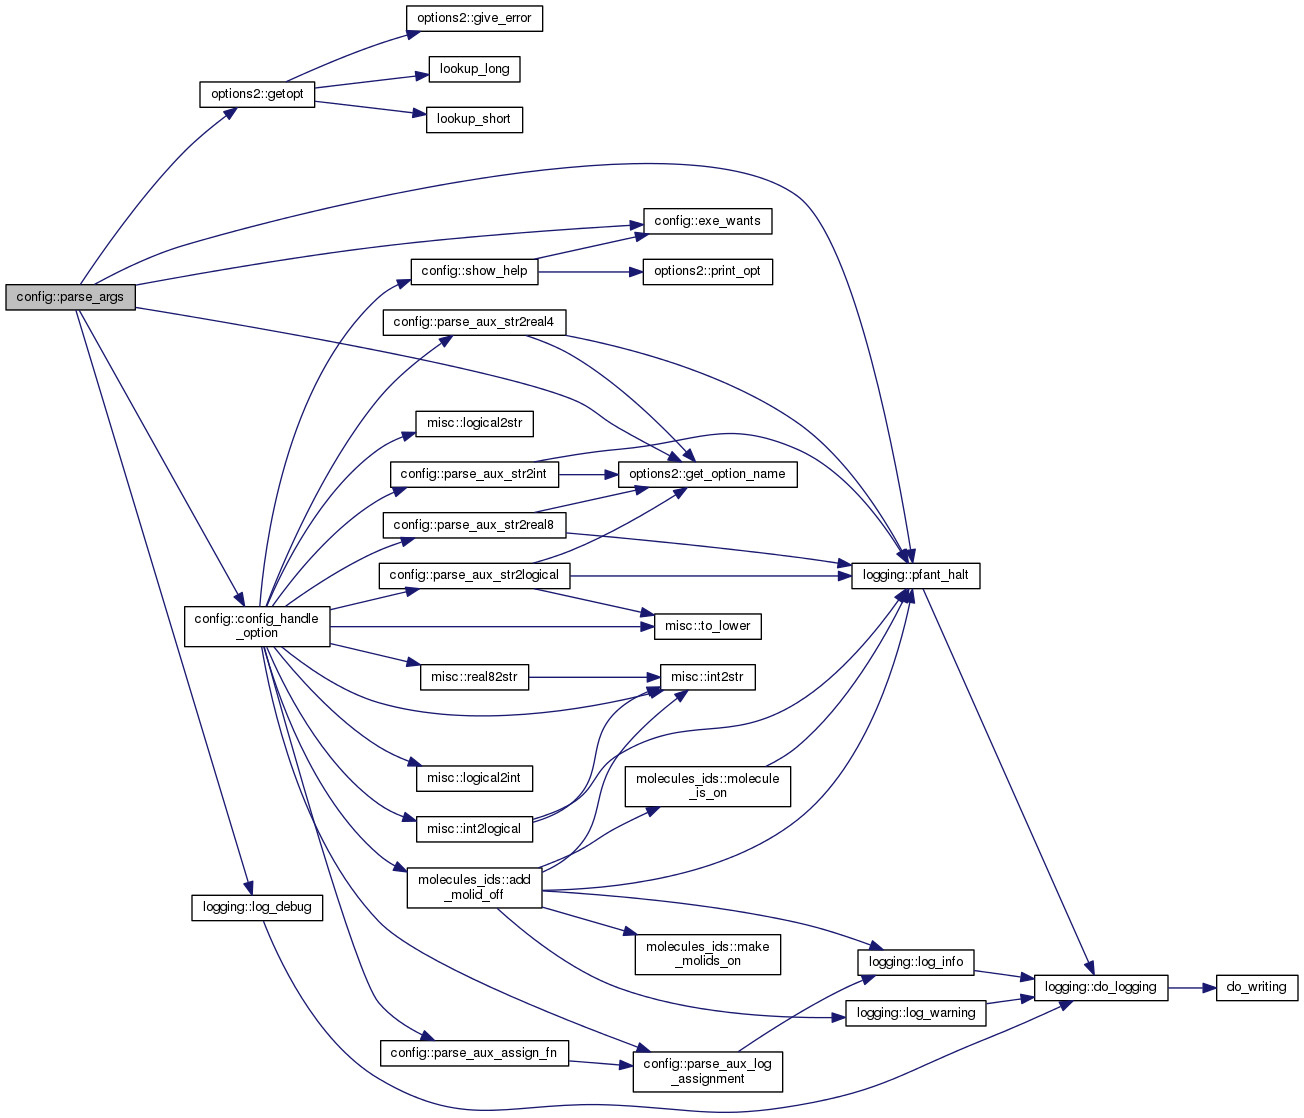 options2::give_error
lookup_long
options2::getopt
lookup_short
config::exe_wants
config::show_help
options2::print_opt
config::parse_args
config::parse_aux_str2real4
misc::logical2str
config::parse_aux_str2int
options2::get_option_name
config::parse_aux_str2real8
config::parse_aux_str2logical
logging::pfant_halt
config::config_handle
_option
misc::to_lower
misc::real82str
misc::int2str
misc::logical2int
molecules_ids::molecule
_is_on
misc::int2logical
molecules_ids::add
_molid_off
logging::log_debug
molecules_ids::make
_molids_on
logging::log_info
logging::do_logging
do_writing
logging::log_warning
config::parse_aux_assign_fn
config::parse_aux_log
_assignment